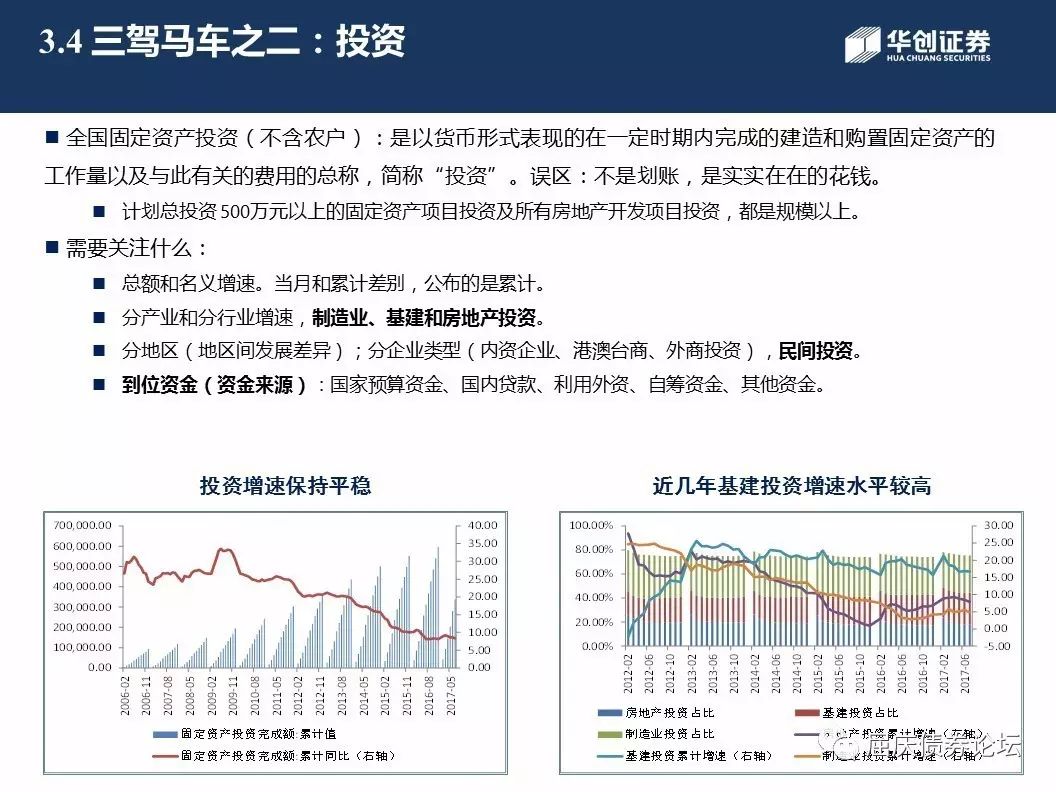 3.4 三驾马车之二：投资
华创证券
HUA CHUANG SECURITIES
■ 全国固定资产投资（不含农户）：是以货币形式表现的在一定时期内完成的建造和购置固定资产的
工作量以及与此有关的费用的总称，简称“投资”。误区：不是划账，是实实在在的花钱。
■ 计划总投资500万元以上的固定资产项目投资及所有房地产开发项目投资，都是规模以上。
■ 需要关注什么：
■ 总额和名义增速。当月和累计差别，公布的是累计。
■ 分产业和分行业增速，制造业、基建和房地产投资。
■ 分地区（地区间发展差异）；分企业类型（内资企业、港澳台商、外商投资），民间投资。
■ 到位资金（资金来源）：国家预算资金、国内贷款、利用外资、自筹资金、其他资金。
投资增速保持平稳
700,000.00
600,000.00
500,000.00
400,000.00
300,000.00
200,000.00
100,000.00
0.00
40.00
35.00
30.00
25.00
20.00
15.00
10.00
5.00
0.00
2006-02
2006-11
2007-08
2008-05
2009-02
2009-11
2010-08
2011-05
2012-02
2012-11
2013-08
2014-05
2015-02
2015-11
2016-08
2017-05
固定资产投资完成额:累计值
固定资产投资完成额:累计同比（右轴）
近几年基建投资增速水平较高
100.00%
80.00%
60.00%
40.00%
20.00%
0.00%
30.00
25.00
20.00
15.00
10.00
5.00
0.00
-5.00
2012-02
2012-06
2012-10
2013-02
2013-06
2013-10
2014-02
2014-06
2014-10
2015-02
2015-06
2015-10
2016-02
2016-06
2016-10
2017-02
2017-06
房地产投资占比
基建投资占比
制造业投资占比
房地产投资累计增速（右轴）
基建投资累计增速（右轴）
制造业投资累计增速（右轴）
屈庆债券论坛